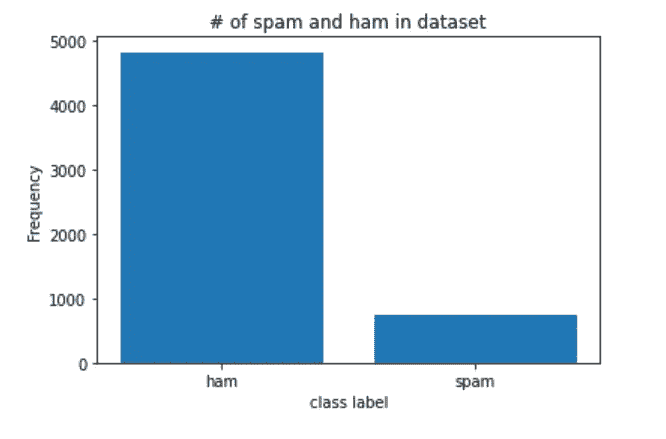 # of spam and ham in dataset
5000
4000
3000
2000
1000
0
Frequency
ham
spam
class label